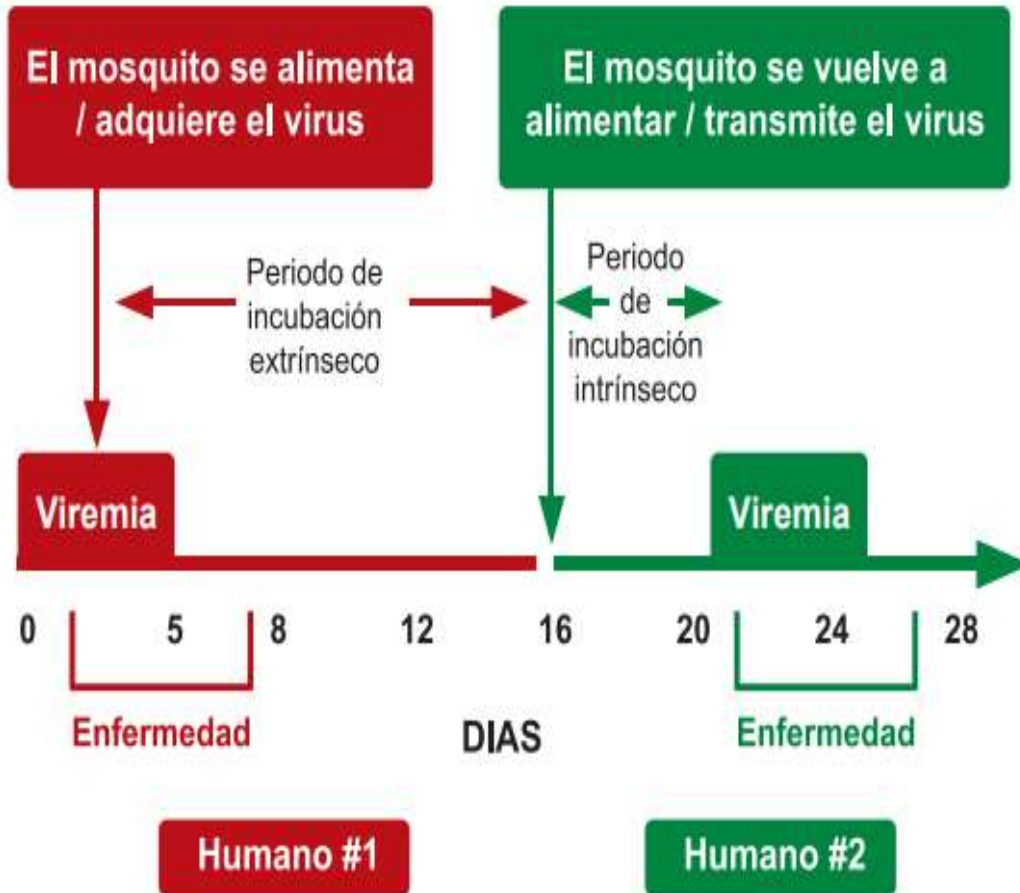 El mosquito se alimenta
/ adquiere el virus
El mosquito se vuelve a
alimentar / transmite el virus
Periodo de
incubación
extrínseco
Periodo
de
incubación
intrínseco
Viremia
Viremia
0 5 8 12 16 20 24 28
Enfermedad
DIAS
Enfermedad
Humano #1
Humano #2